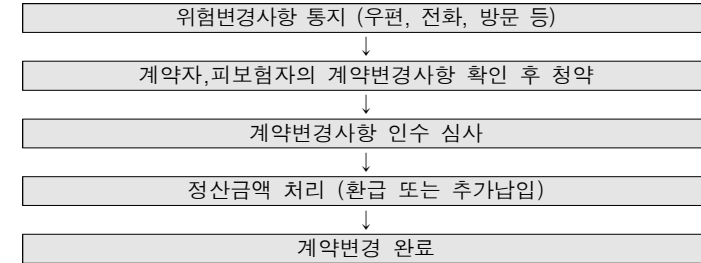 위험변경사항 통지 (우편, 전화, 방문 등)
↓
계약자,피보험자의 계약변경사항 확인 후 청약
↓
계약변경사항 인수 심사
↓
정산금액 처리 (환급 또는 추가납입)
↓
계약변경 완료